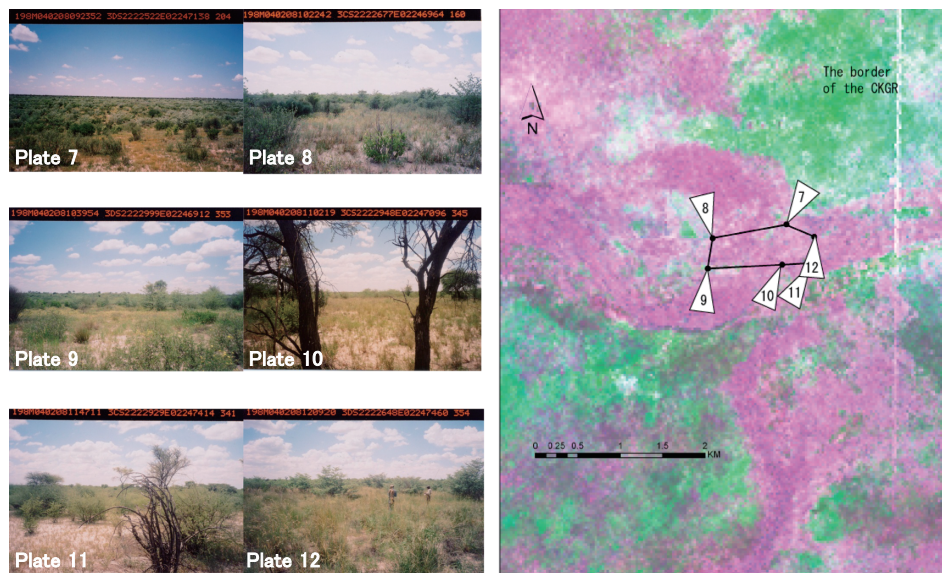 198M040208092352 3DS2222522E02247138 204
198M040208102242 3CS2222677E02246964 160
Plate 7
Plate 8
198M040208103954 3DS2222999E02246912 353
198M040208110219 3CS2222948E02247096 345
Plate 9
Plate 10
198M040208114711 3CS2222929E02247414 341
198M040208120920 3DS2222648E02247460 354
Plate 11
Plate 12
The border
of the CKGR
N
8
7
9
10
11
12
0 0.25 0.5 1 1.5 2
KM